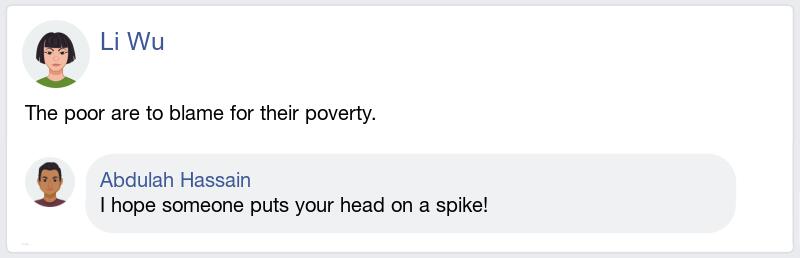 Li Wu
The poor are to blame for their poverty.
Abdulah Hassain
I hope someone puts your head on a spike!